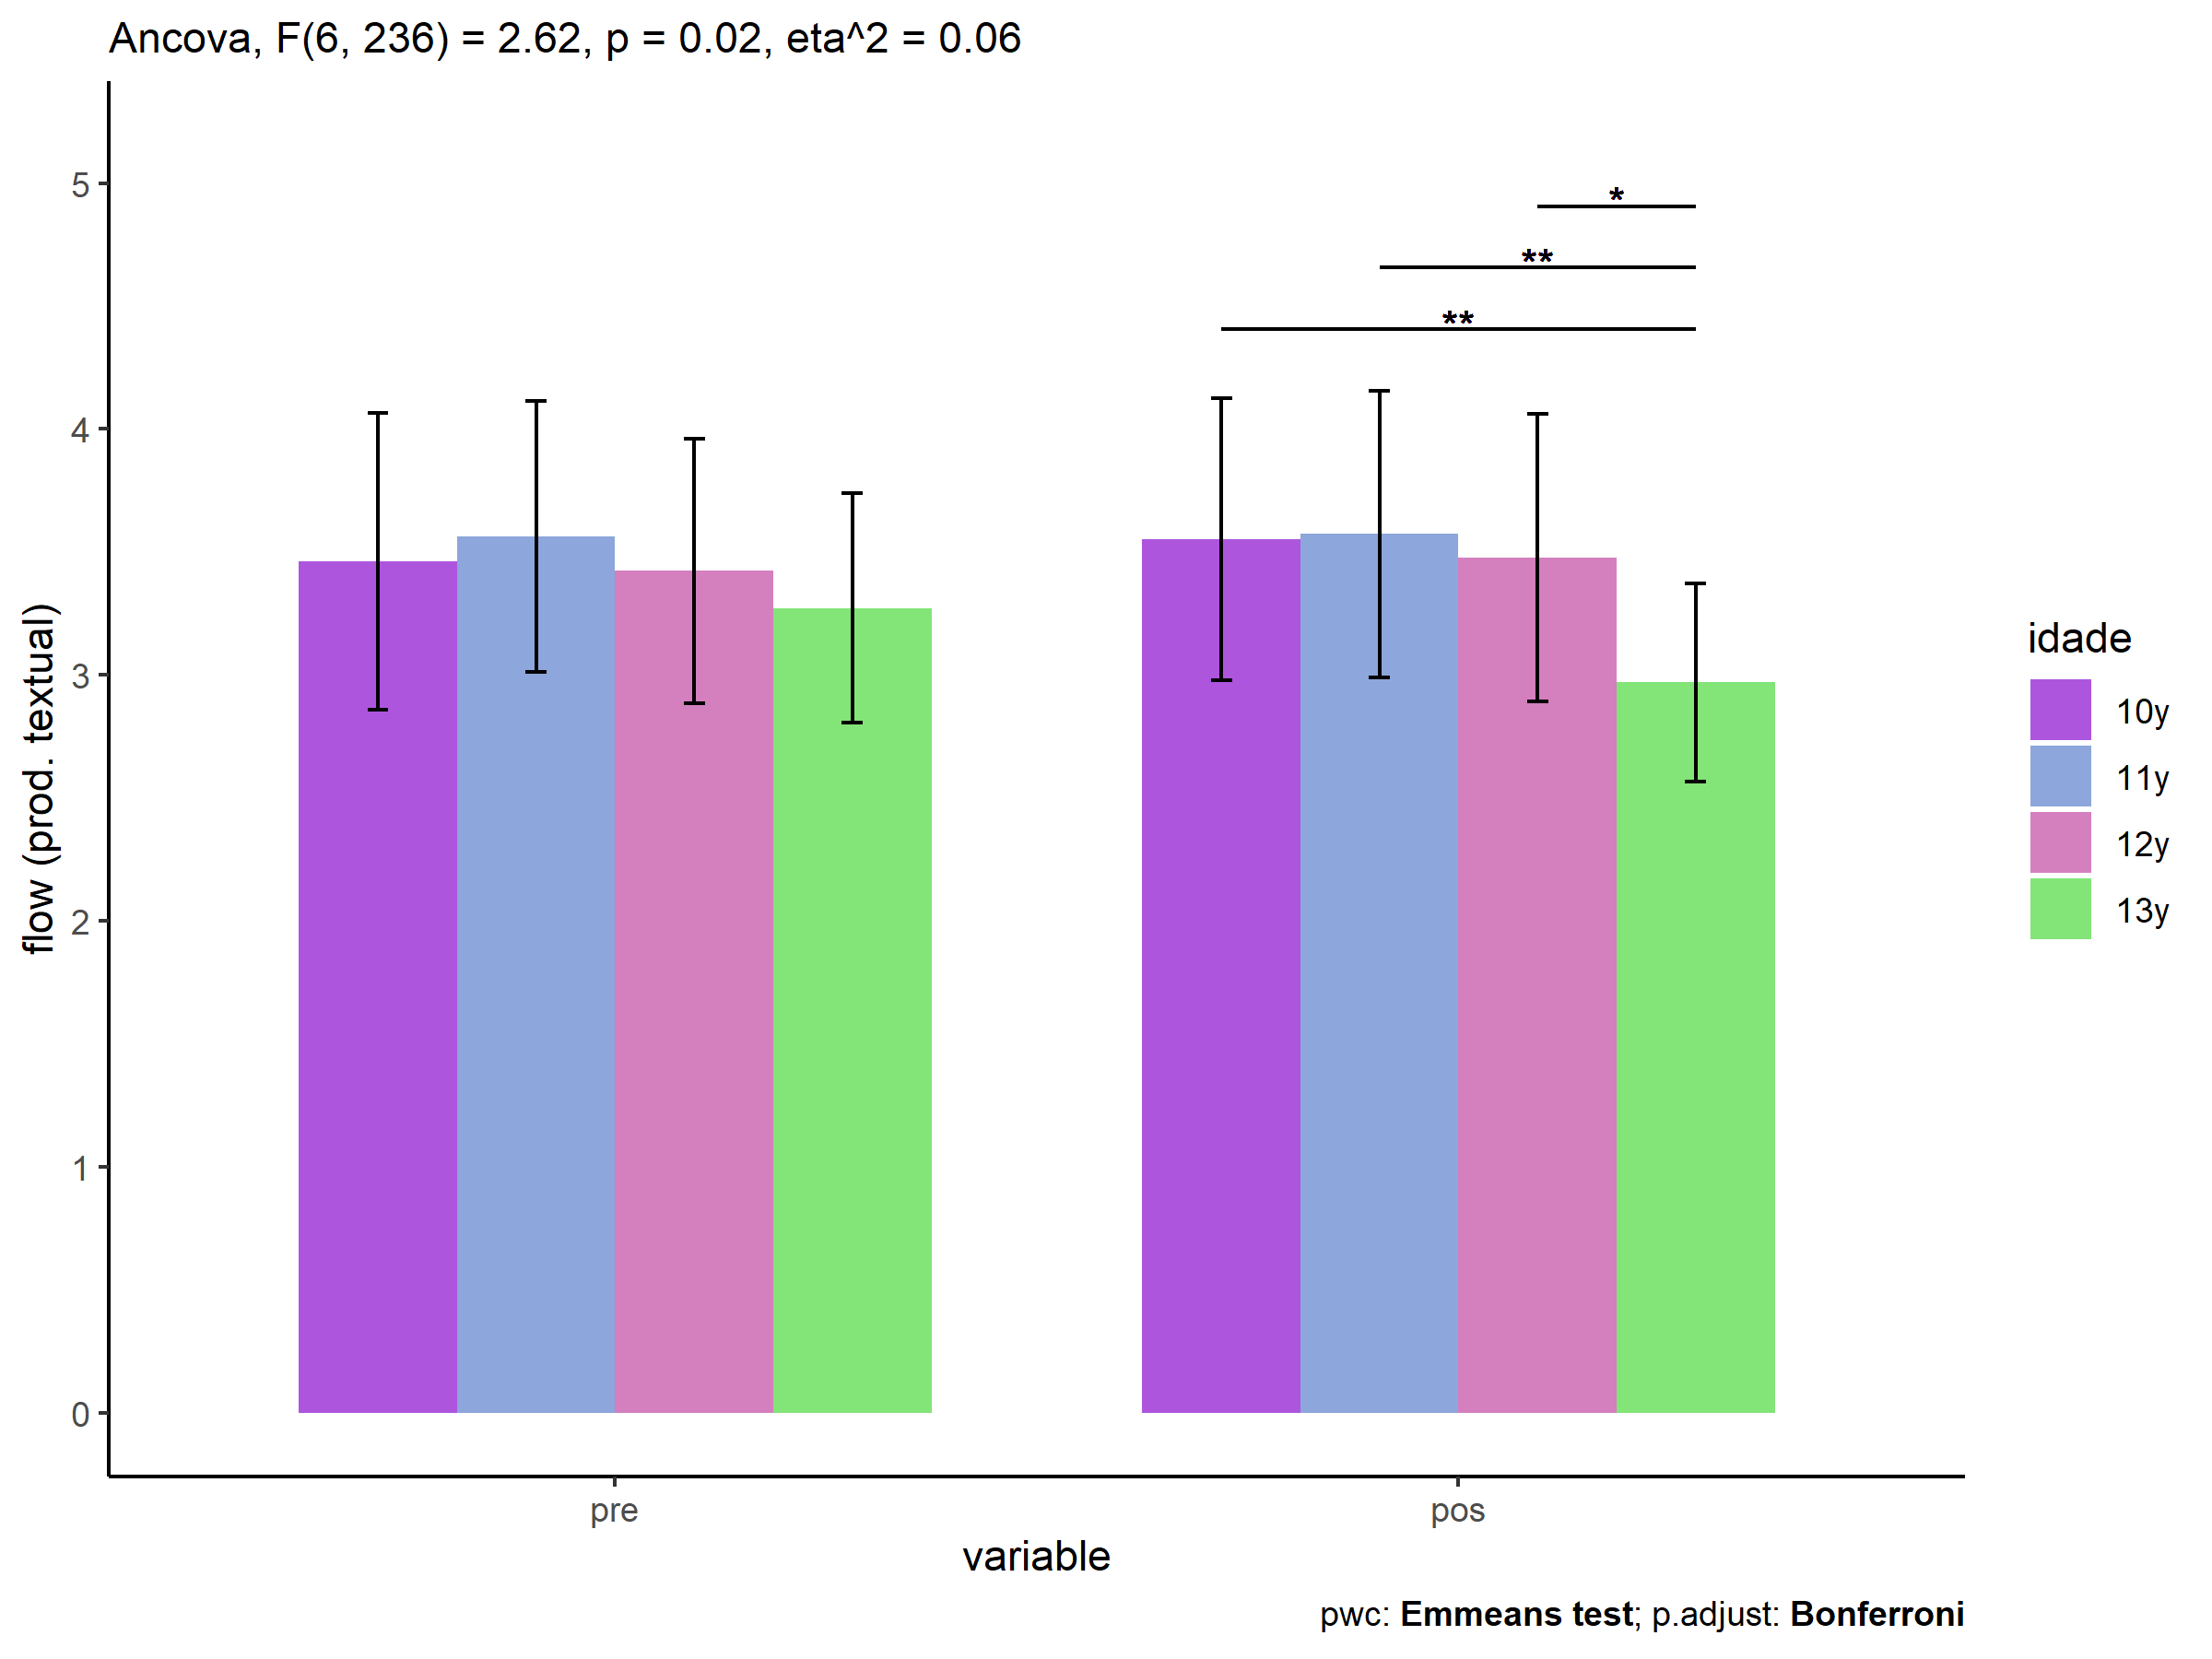 Ancova, F(6, 236) = 2.62, p = 0.02, eta^2 = 0.06
flow (prod. textual)
5
4
3
2
1
0
*
**
**
pre
pos
variable
idade
10y
11y
12y
13y
pwc: Emmeans test; p.adjust: Bonferroni